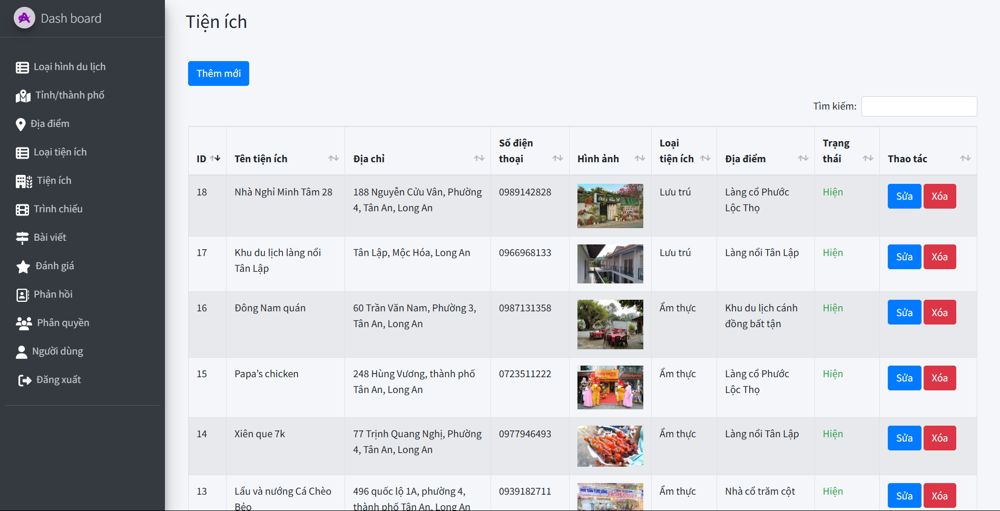 Dash board
Loại hình du lịch
Tỉnh/thành phố
Địa điểm
Loại tiện ích
Tiện ích
Trình chiếu
Bài viết
Đánh giá
Phản hồi
Phân quyền
Người dùng
Đăng xuất
Tiện ích
Thêm mới
Tìm kiếm:
ID
Tên tiện ích
Địa chỉ
Số điện
thoại
Hình ảnh
Loại
tiện ích
Địa điểm
Trạng
thái
Thao tác
18
Nhà Nghỉ Minh Tâm 28
188 Nguyễn Cửu Vân, Phường
4, Tân An, Long An
0989142828
Lưu trú
Làng cổ Phước
Lộc Thọ
Hiện
Sửa
Xóa
17
Khu du lịch làng nổi
Tân Lập
Tân Lập, Mộc Hóa, Long An
0966968133
Lưu trú
Làng nổi Tân Lập
Hiện
Sửa
Xóa
16
Đông Nam quán
60 Trần Văn Nam, Phường 3,
Tân An, Long An
0987131358
Ẩm thực
Khu du lịch cánh
đồng bất tận
Hiện
Sửa
Xóa
15
Papa’s chicken
248 Hùng Vương, thành phố
Tân An, Long An
0723511222
Ẩm thực
Làng cổ Phước
Lộc Thọ
Hiện
Sửa
Xóa
14
Xiên que 7k
77 Trịnh Quang Nghị, Phường
4, Tân An, Long An
0977946493
Ẩm thực
Làng nổi Tân Lập
Hiện
Sửa
Xóa
13
Lẩu và nướng Cá Chèo
Bẻo
496 quốc lộ 1A, phường 4,
thành phố Tân An, Long An
0939182711
HẢI SẢN TƯƠI SỐNG
Ẩm thực
Nhà cổ trăm cột
Hiện
Sửa
Xóa